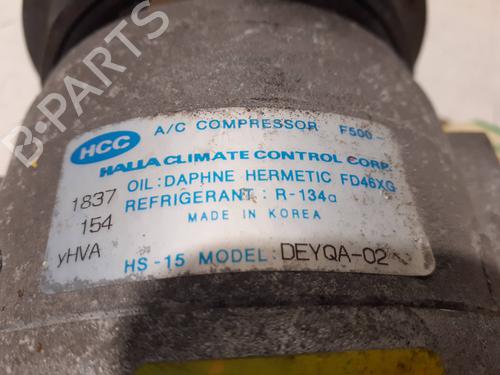 HCC
A/C COMPRESSOR F500
HALLA CLIMATE CONTROL CORP.
1837 OIL: DAPHNE HERMETIC FD46XG
154 REFRIGERANT: R-134a
MADE IN KOREA
yHVA HS-15 MODEL: DEYQA-02
B-PARTS